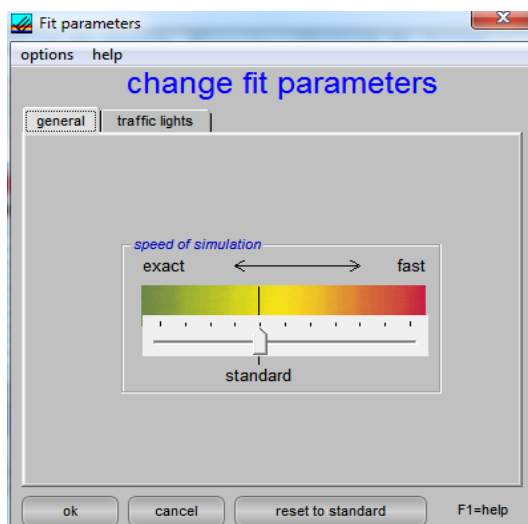 Fit parameters
X
options help
change fit parameters
general traffic lights
speed of simulation
exact fast
standard
ok cancel reset to standard F1=help